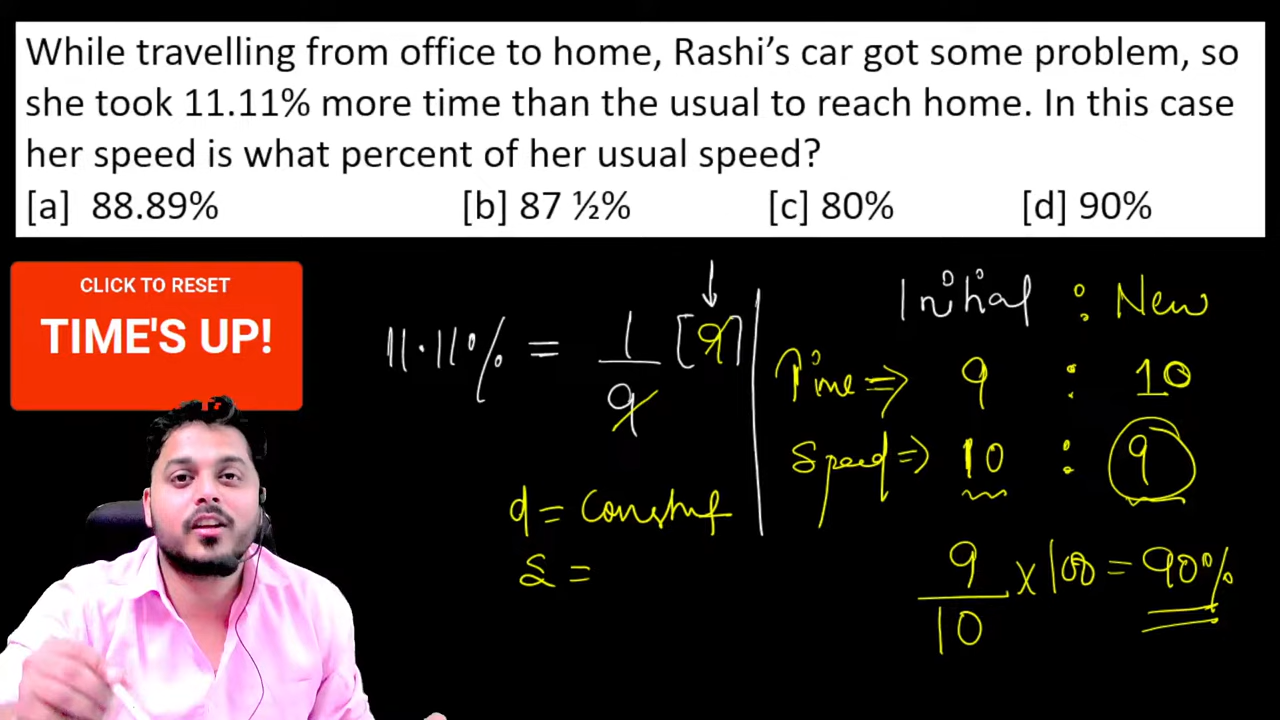 While travelling from office to home, Rashi’s car got some problem, so
she took 11.11% more time than the usual to reach home. In this case
her speed is what percent of her usual speed?
[a] 88.89% [b] 87 ½% [c] 80% [d] 90%
CLICK TO RESET
TIME'S UP!
11.11% = 1/9 [9]
d = Constant
S =
Initial : New
Time ⇒ 9 : 10
Speed ⇒ 10 : 9
9/10 × 100 = 90%